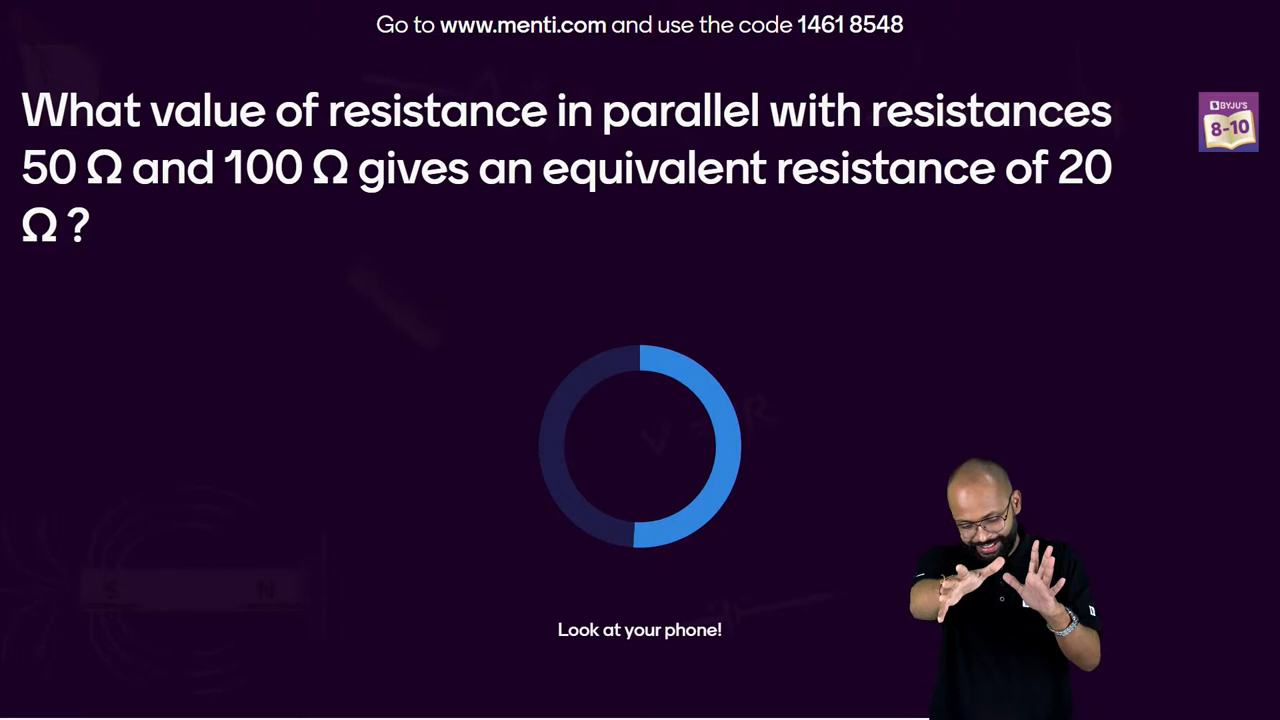 Go to www.menti.com and use the code 1461 8548
What value of resistance in parallel with resistances
50 Ω and 100 Ω gives an equivalent resistance of 20
Ω ?
BYJU'S
8-10
V = IR
S N
Look at your phone!